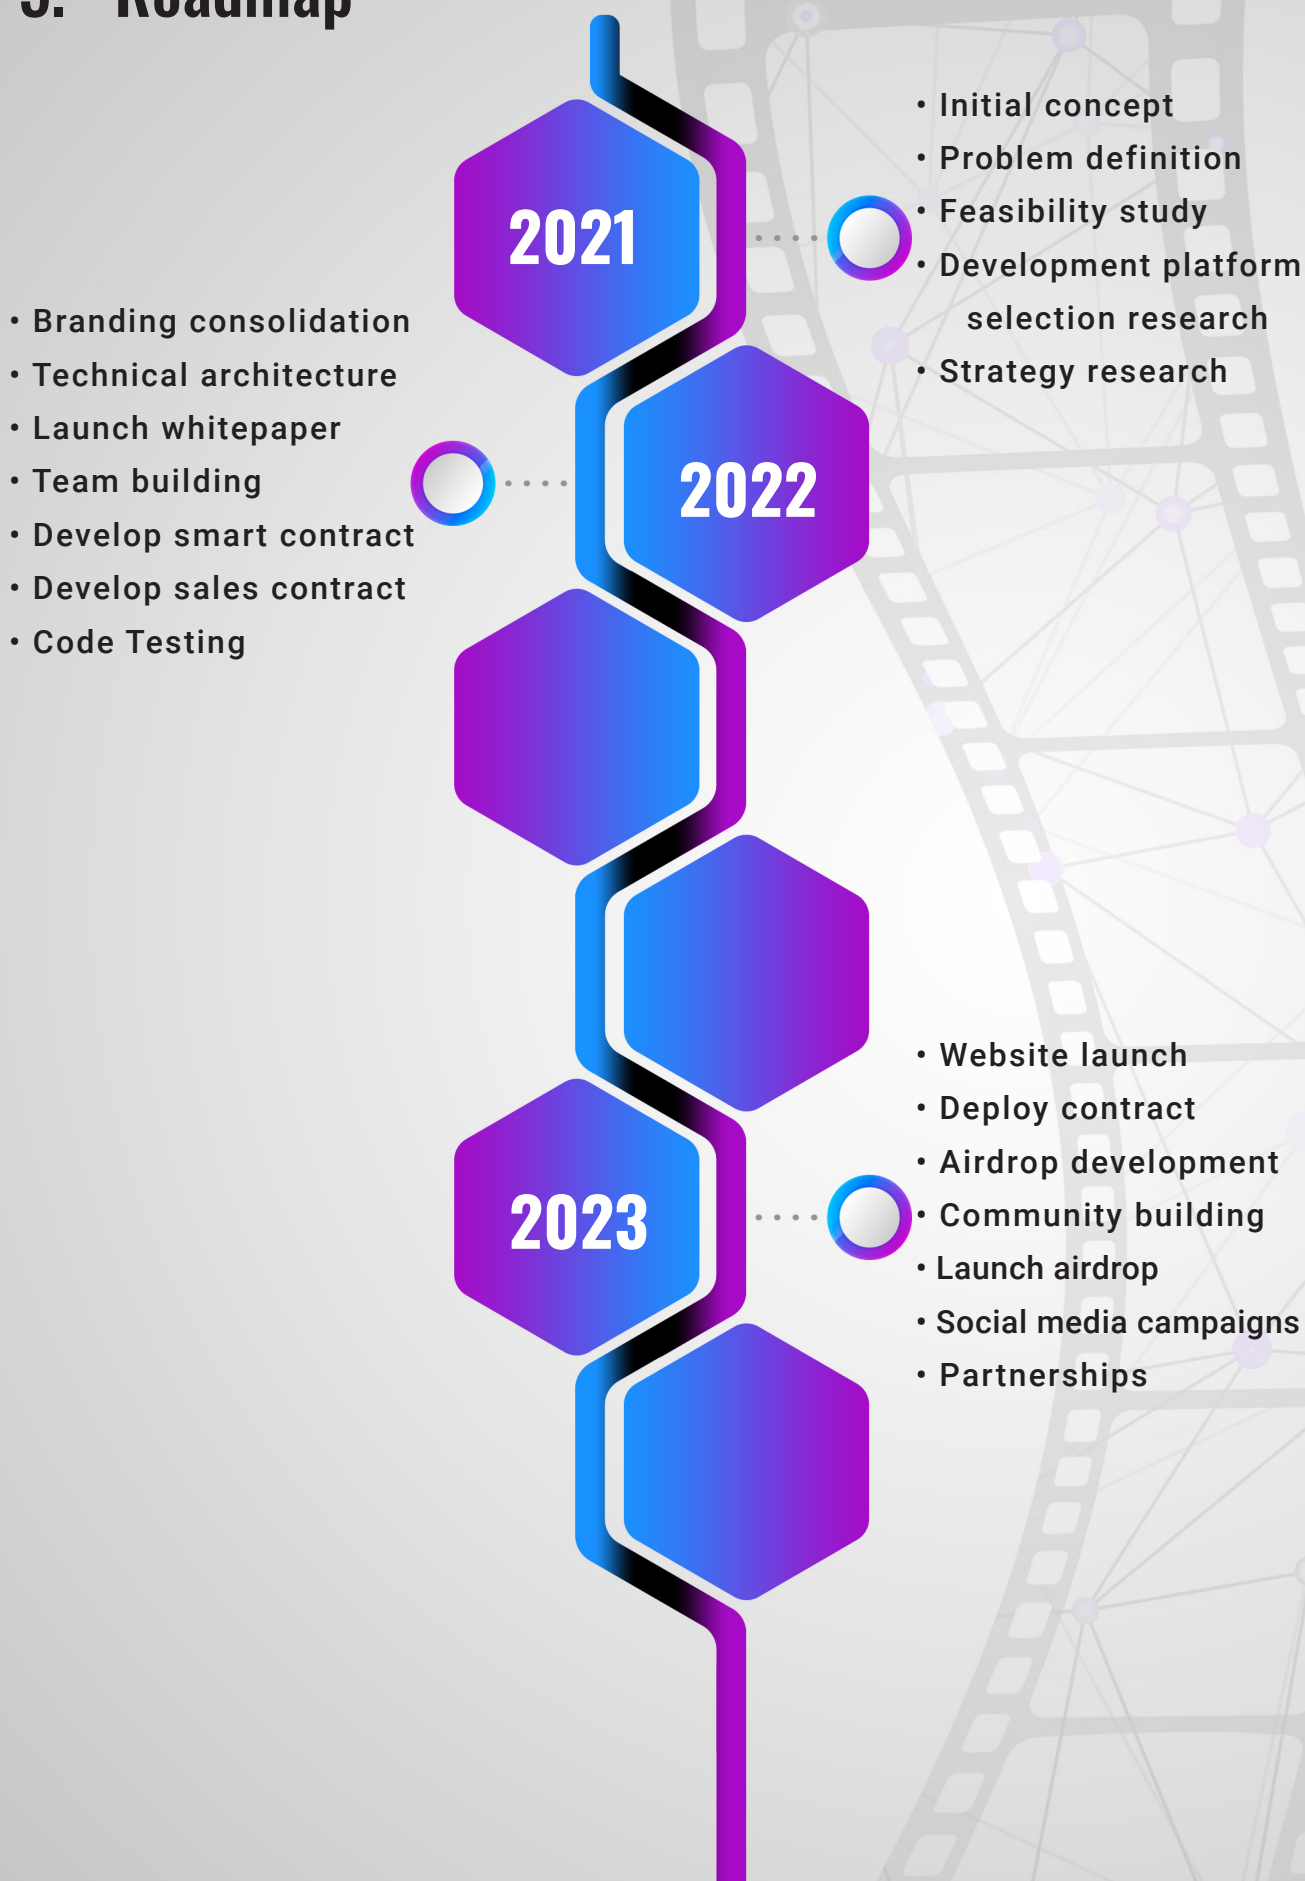 Roadmap
2021
• Initial concept
• Problem definition
• Feasibility study
• Development platform
selection research
• Strategy research
2022
• Branding consolidation
• Technical architecture
• Launch whitepaper
• Team building
• Develop smart contract
• Develop sales contract
• Code Testing
2023
• Website launch
• Deploy contract
• Airdrop development
• Community building
• Launch airdrop
• Social media campaigns
• Partnerships